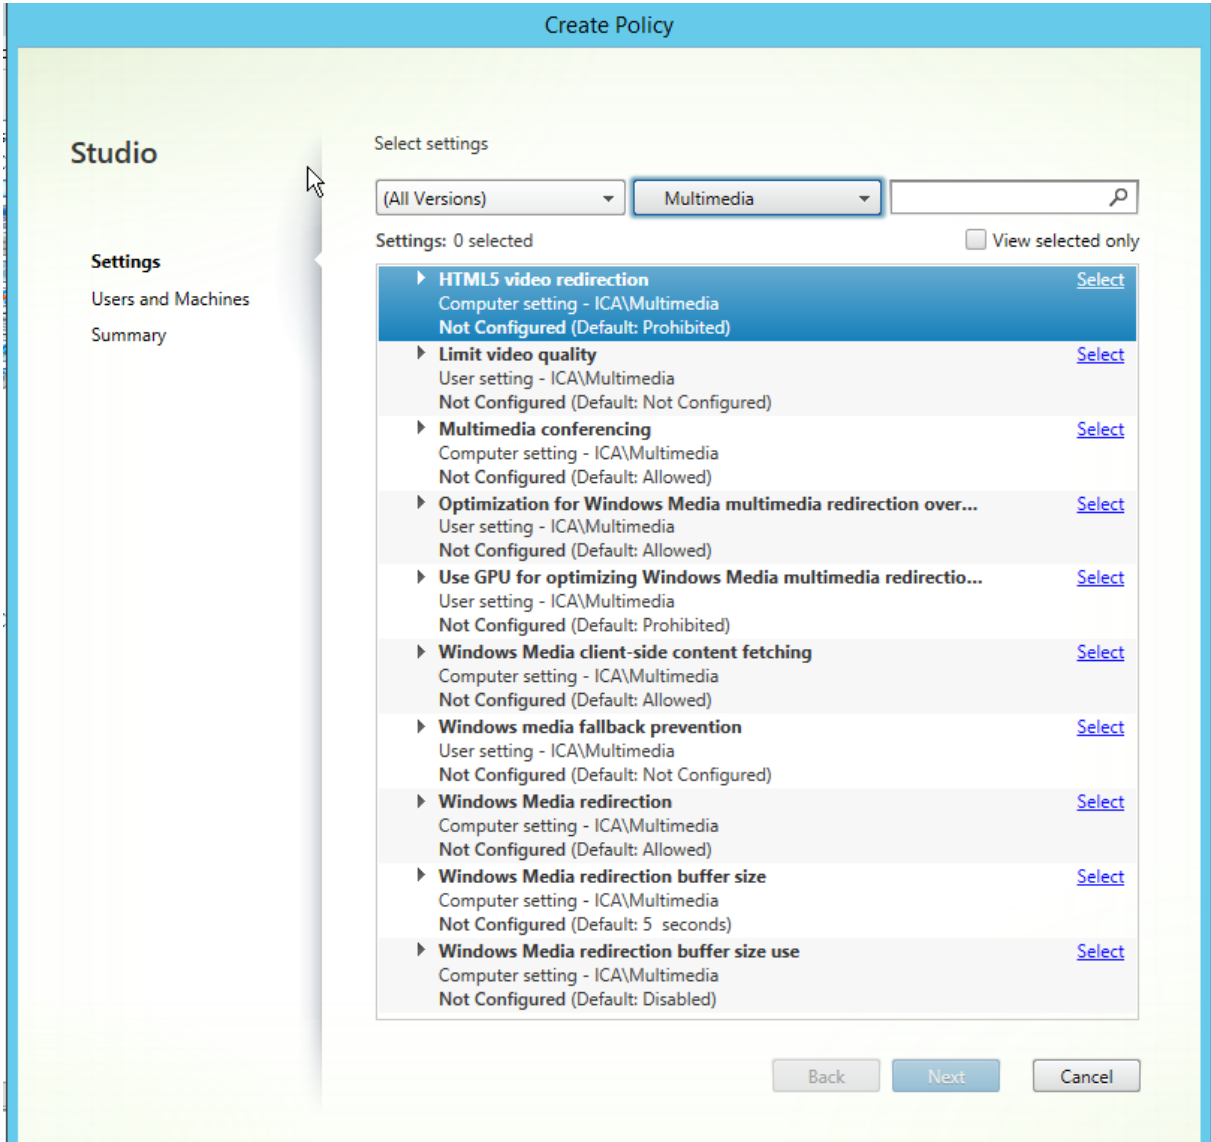 Create Policy
Studio
Settings
Users and Machines
Summary
Select settings
(All Versions)
Multimedia
Settings: 0 selected
View selected only
HTML5 video redirection
Select
Computer setting - ICA\Multimedia
Not Configured (Default: Prohibited)
Limit video quality
Select
User setting - ICA\Multimedia
Not Configured (Default: Not Configured)
Multimedia conferencing
Select
Computer setting - ICA\Multimedia
Not Configured (Default: Allowed)
Optimization for Windows Media multimedia redirection over...
Select
User setting - ICA\Multimedia
Not Configured (Default: Allowed)
Use GPU for optimizing Windows Media multimedia redirectio...
Select
User setting - ICA\Multimedia
Not Configured (Default: Prohibited)
Windows Media client-side content fetching
Select
Computer setting - ICA\Multimedia
Not Configured (Default: Allowed)
Windows media fallback prevention
Select
User setting - ICA\Multimedia
Not Configured (Default: Not Configured)
Windows Media redirection
Select
Computer setting - ICA\Multimedia
Not Configured (Default: Allowed)
Windows Media redirection buffer size
Select
Computer setting - ICA\Multimedia
Not Configured (Default: 5  seconds)
Windows Media redirection buffer size use
Select
Computer setting - ICA\Multimedia
Not Configured (Default: Disabled)
Back
Next
Cancel